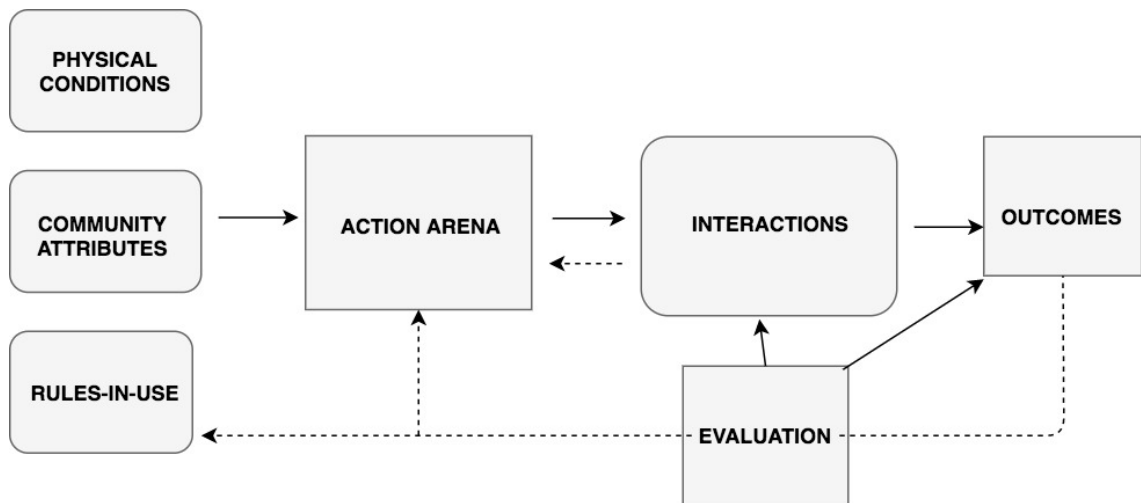 PHYSICAL
CONDITIONS
COMMUNITY
ATTRIBUTES
RULES-IN-USE
ACTION ARENA
INTERACTIONS
OUTCOMES
EVALUATION